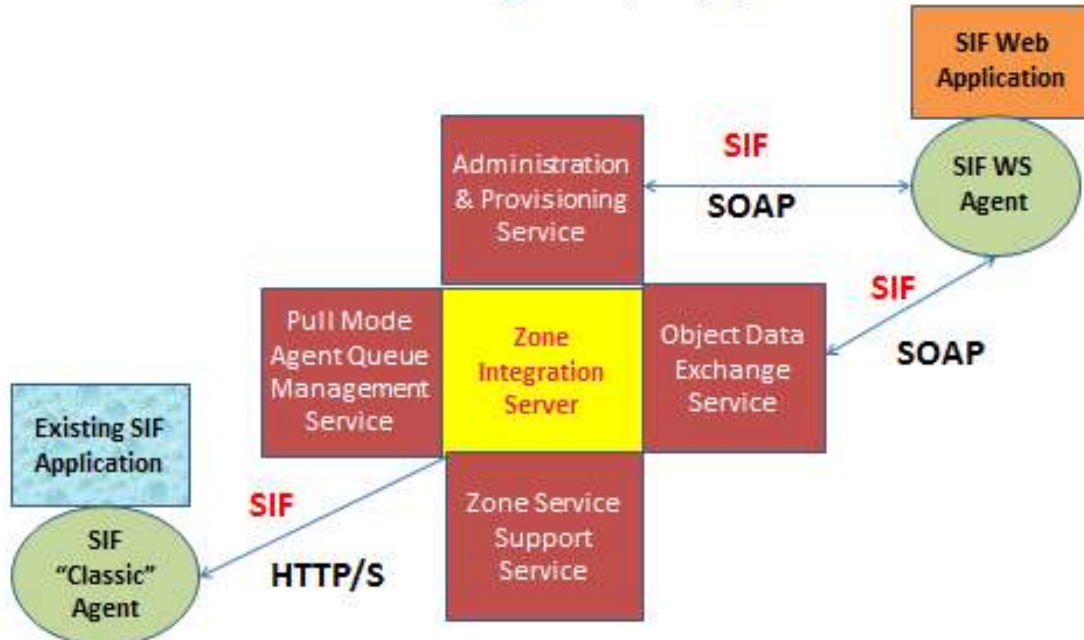 SIF Web
Application
SIF WS
Agent
SIF
SOAP
Administration
& Provisioning
Service
SIF
SOAP
Pull Mode
Agent Queue
Management
Service
Zone
Integration
Server
Object Data
Exchange
Service
Existing SIF
Application
SIF
"Classic"
Agent
SIF
HTTP/S
Zone Service
Support
Service